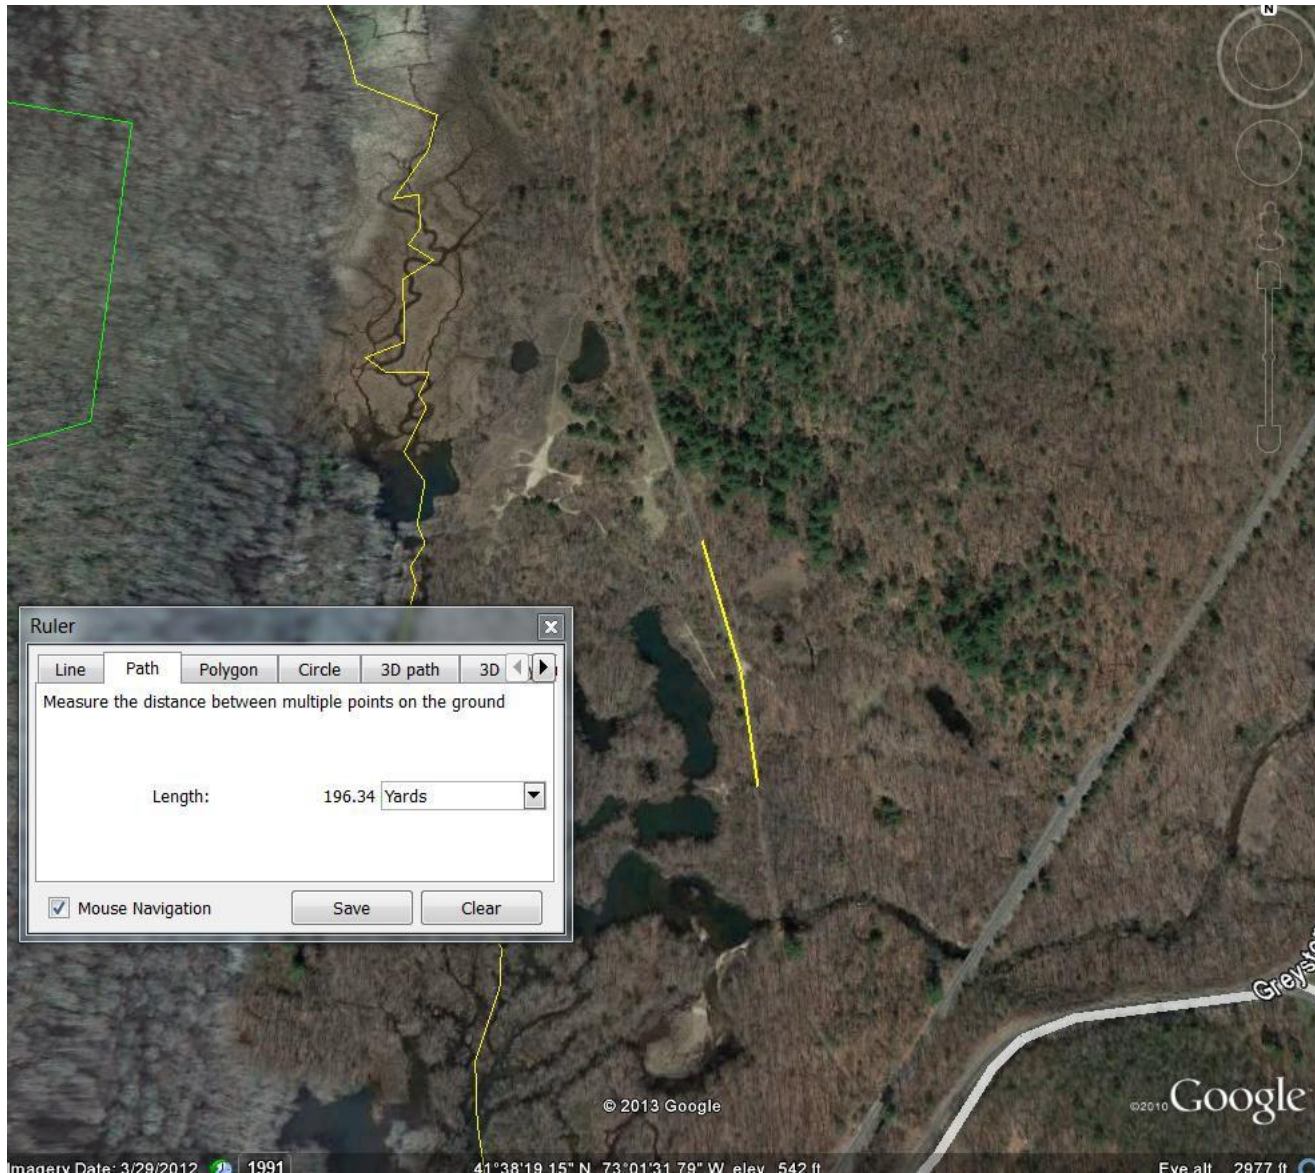 N
Ruler
Line Path Polygon Circle 3D path 3D
Measure the distance between multiple points on the ground
Length: 196.34 Yards
Mouse Navigation Save Clear
© 2013 Google
©2010 Google
Imagery Date: 3/29/2012 1991 41°38'19.15" N 73°01'31.79" W elev 542 ft Eye alt 2977 ft